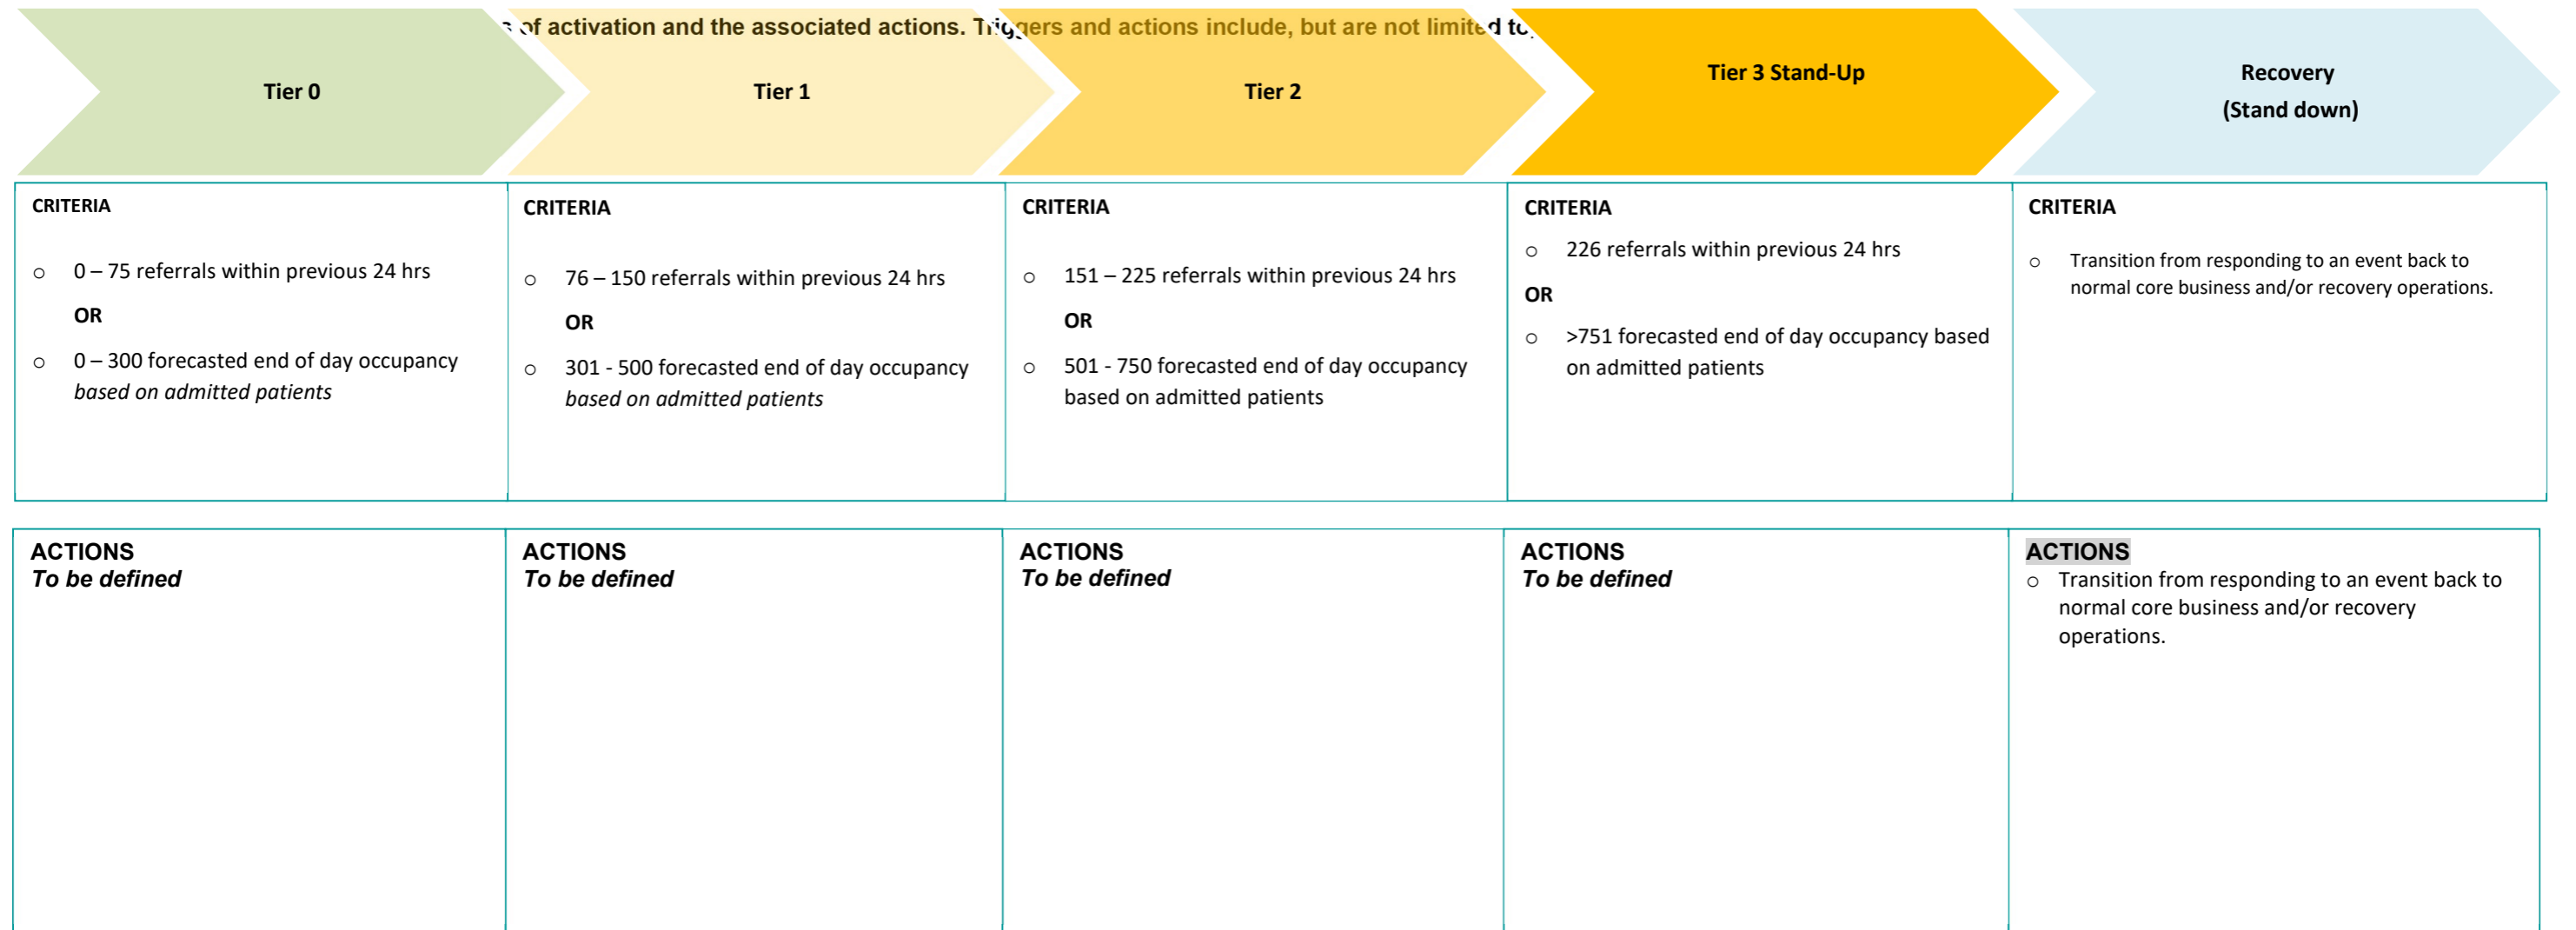 of activation and the associated actions. Triggers and actions include, but are not limited to,
Tier 0
Tier 1
Tier 2
Tier 3 Stand-Up
Recovery
(Stand down)
CRITERIA
o 0 – 75 referrals within previous 24 hrs
OR
o 0 – 300 forecasted end of day occupancy
based on admitted patients
CRITERIA
o 76 – 150 referrals within previous 24 hrs
OR
o 301 - 500 forecasted end of day occupancy
based on admitted patients
CRITERIA
o 151 – 225 referrals within previous 24 hrs
OR
o 501 - 750 forecasted end of day occupancy
based on admitted patients
CRITERIA
o 226 referrals within previous 24 hrs
OR
o >751 forecasted end of day occupancy based
on admitted patients
CRITERIA
o Transition from responding to an event back to
normal core business and/or recovery operations.
ACTIONS
To be defined
ACTIONS
To be defined
ACTIONS
To be defined
ACTIONS
To be defined
ACTIONS
o Transition from responding to an event back to
normal core business and/or recovery
operations.